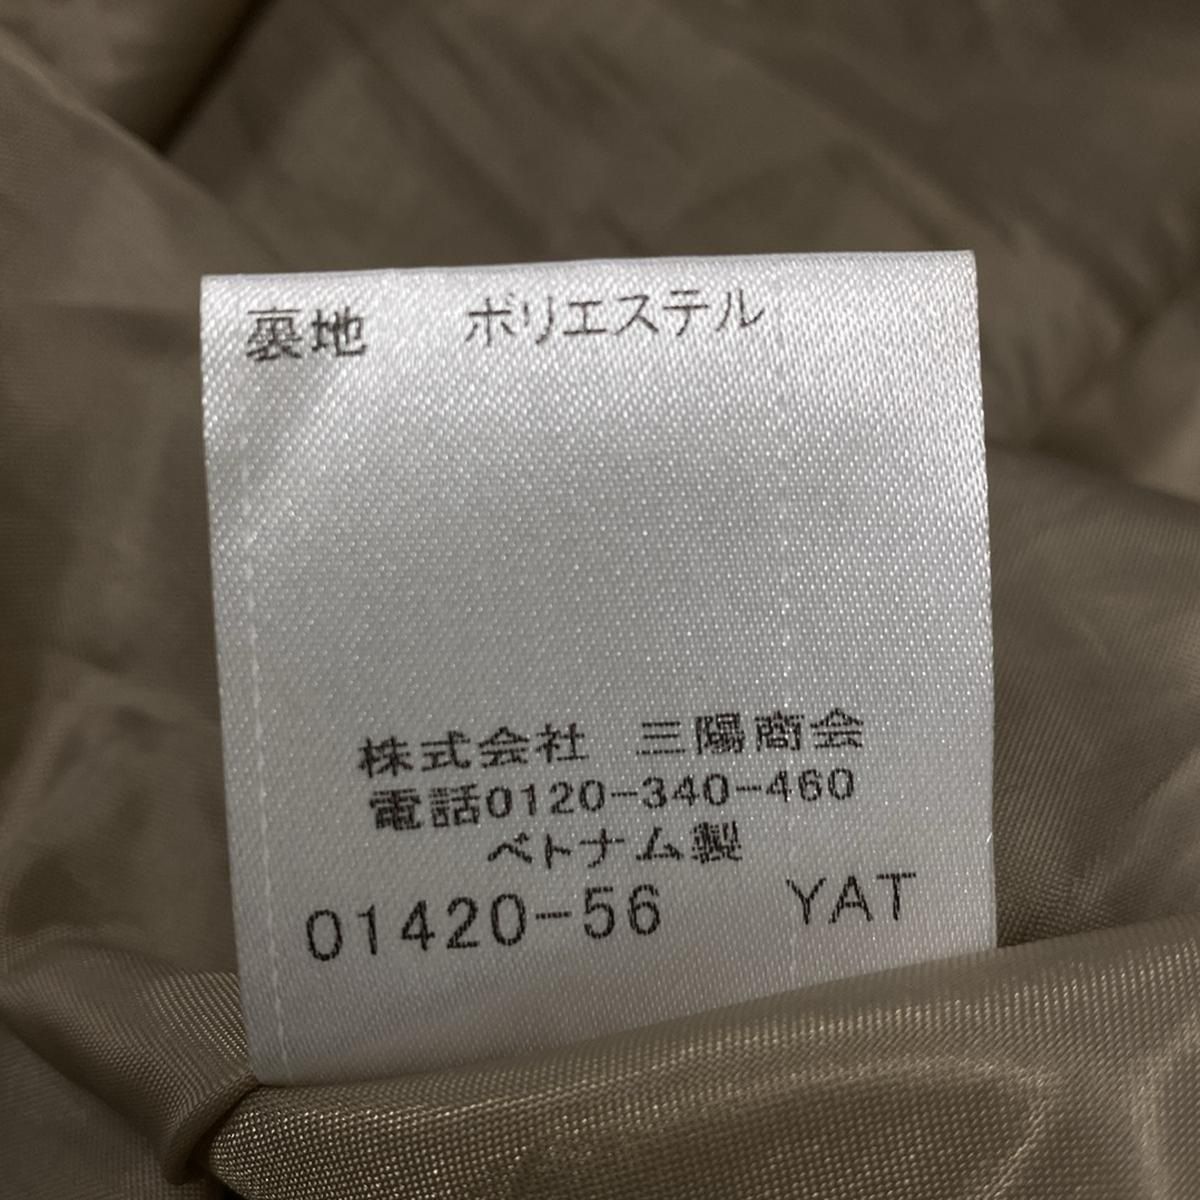 裏地 ポリエステル
株式会社 三陽商会
電話0120-340-460
ベトナム製
01420-56 YAT